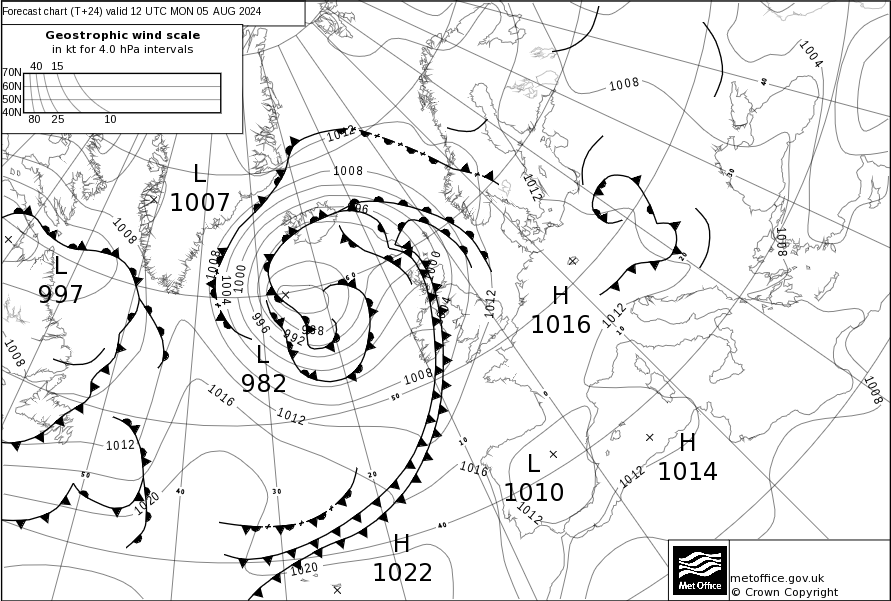 Forecast chart (T+24) valid 12 UTC MON 05 AUG 2024
Geostrophic wind scale
in kt for 4.0 hPa intervals
40 15
70N
60N
50N
40N
80 25 10
1004
1008
40
1012
L
1007
1008
30
1012
996
1008
1008
1008
L
997
1008
1000
1004
1000
60
20
H
1016
1004
1012
1012
996
992
988
10
1008
L
982
1008
1008
1016
50
0
1012
1012
10
H
1014
L
1010
1016
1012
50
40
30
20
1020
1012
40
H
1022
1020
Met Office
metoffice.gov.uk
© Crown Copyright